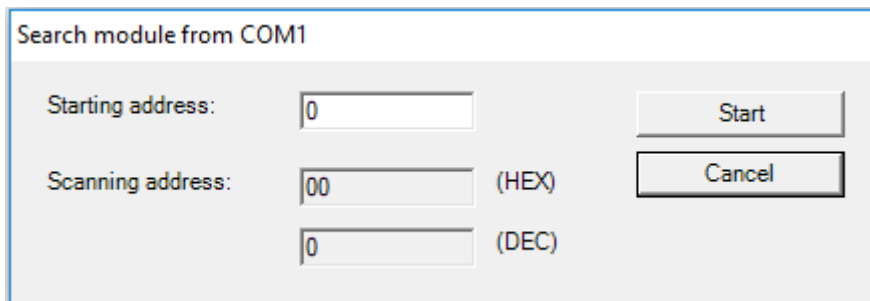 Search module from COM1
Starting address: 0 Start
Scanning address: 00 (HEX) Cancel
0 (DEC)